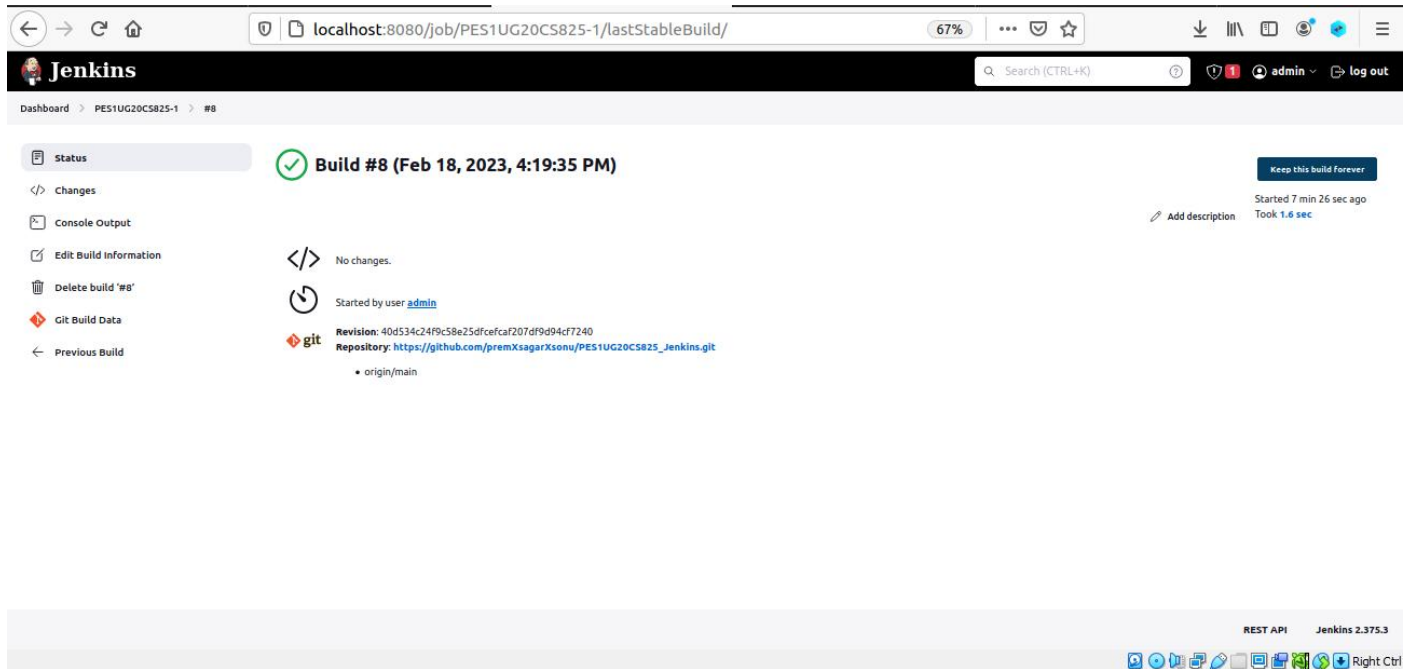 localhost:8080/job/PES1UG20CS825-1/lastStableBuild/ 67%
Jenkins Search (CTRL+K) 1 admin log out
Dashboard > PES1UG20CS825-1 > #8
Status
Changes
Console Output
Edit Build Information
Delete build '#8'
Git Build Data
Previous Build
Build #8 (Feb 18, 2023, 4:19:35 PM)
Keep this build forever
Started 7 min 26 sec ago
Add description Took 1.6 sec
No changes.
Started by user admin
git
Revision: 40d534c24f9c58e25dfcefcaf207df9d94cf7240
Repository: https://github.com/premXsagarXsonu/PES1UG20CS825_Jenkins.git
• origin/main
REST API Jenkins 2.375.3
Right Ctrl